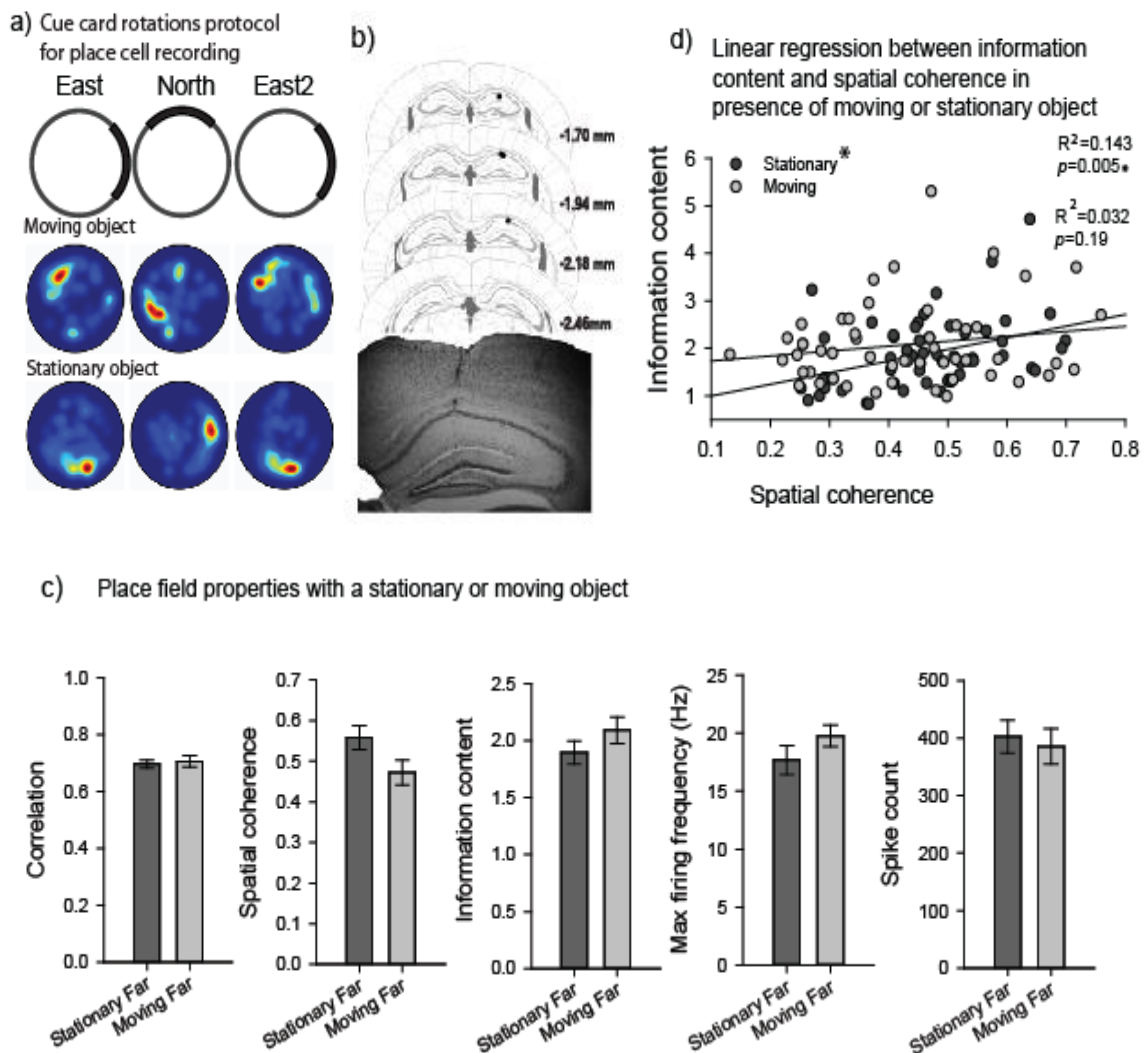 a) Cue card rotations protocol
for place cell recording
East North East2
Moving object
Stationary object
b)
-1.70 mm
-1.94 mm
-2.18 mm
-2.46mm
d) Linear regression between information
content and spatial coherence in
presence of moving or stationary object
Stationary*
Moving
R²=0.143
p=0.005*
R²=0.032
p=0.19
Information content
6
5
4
3
2
1
0.1 0.2 0.3 0.4 0.5 0.6 0.7 0.8
Spatial coherence
c) Place field properties with a stationary or moving object
Correlation
1.0
0.8
0.6
0.4
0.2
0.0
Stationary Far
Moving Far
Spatial coherence
0.7
0.6
0.5
0.4
0.3
0.2
0.1
0.0
Stationary Far
Moving Far
Information content
2.5
2.0
1.5
1.0
0.5
0.0
Stationary Far
Moving Far
Max firing frequency (Hz)
25
20
15
10
5
0
Stationary Far
Moving Far
Spike count
500
400
300
200
100
0
Stationary Far
Moving Far